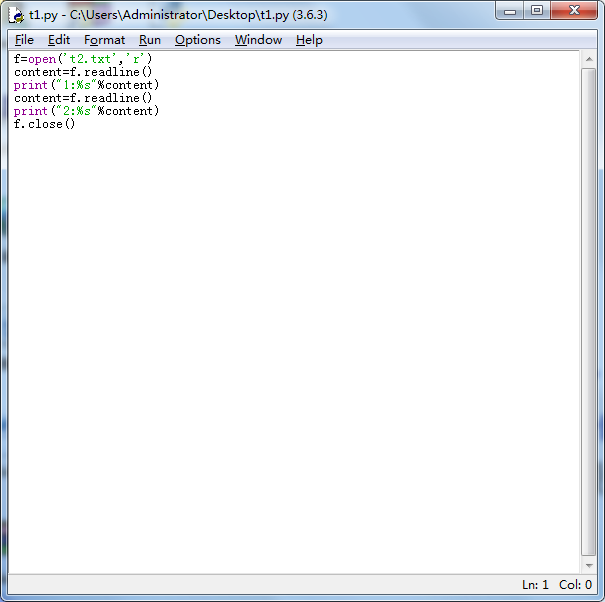 t1.py - C:\Users\Administrator\Desktop\t1.py (3.6.3)
File Edit Format Run Options Window Help
f=open('t2.txt','r')
content=f.readline()
print("1:%s"%content)
content=f.readline()
print("2:%s"%content)
f.close()
Ln: 1 Col: 0